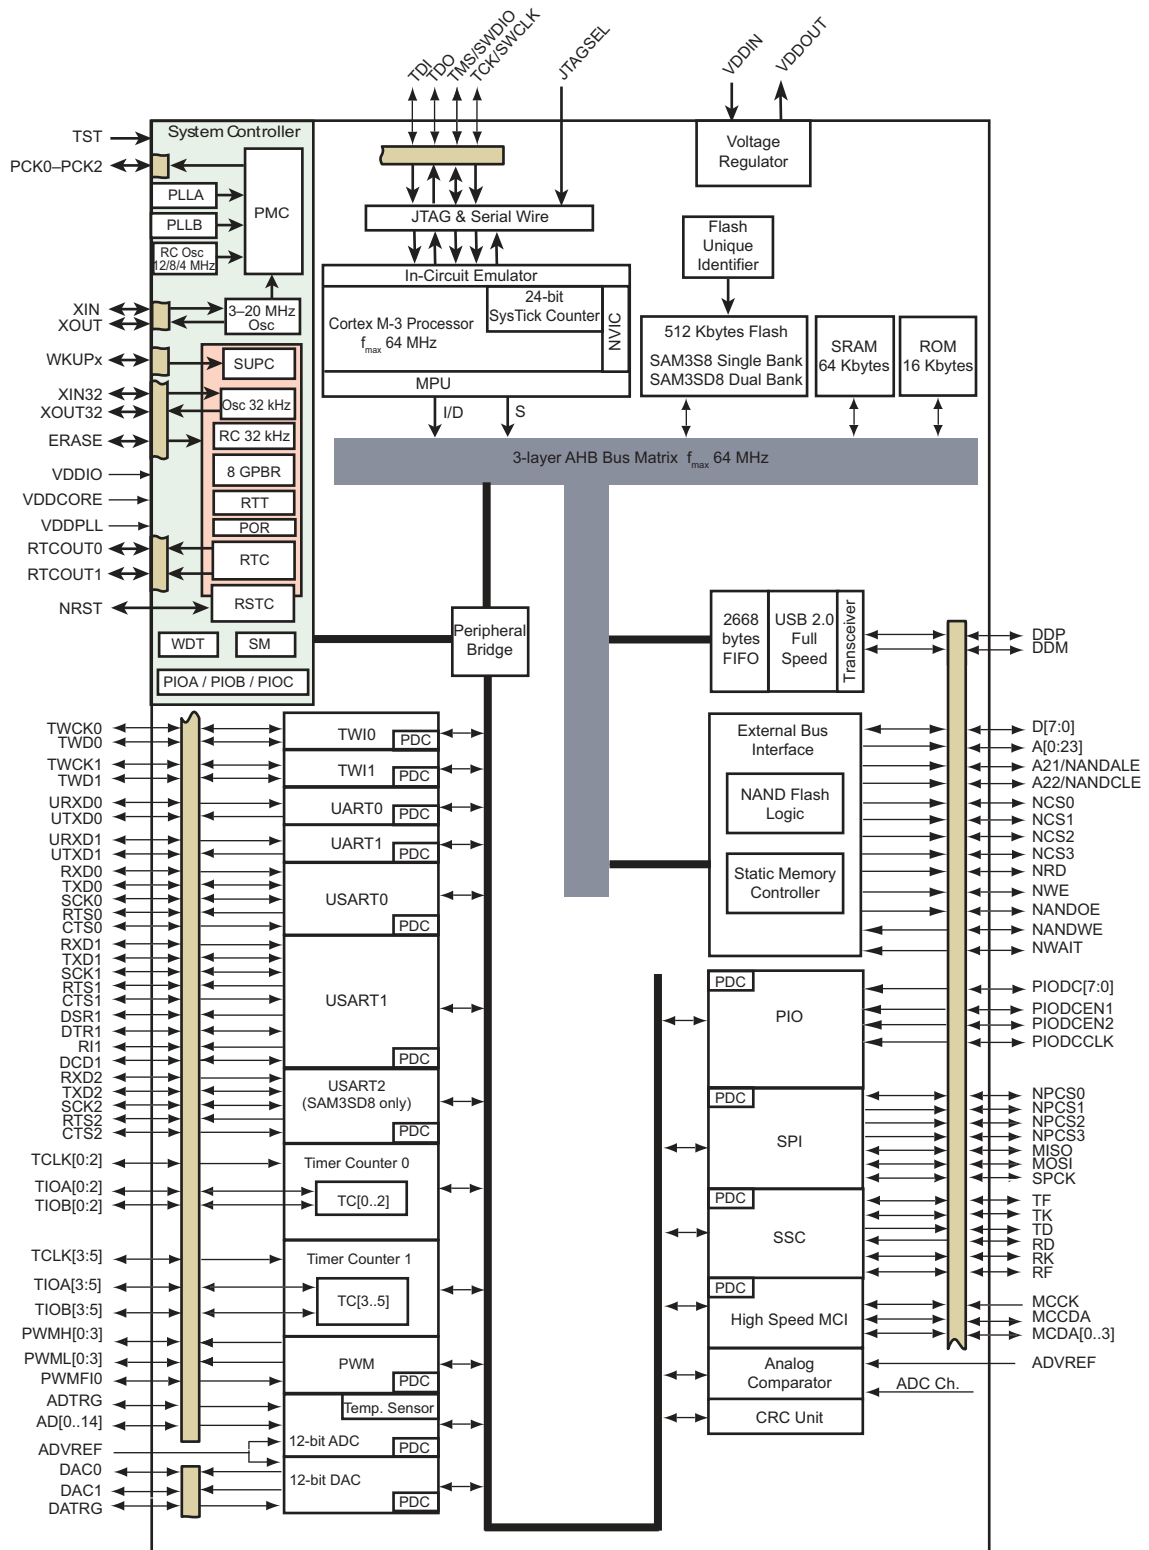 TDI
TDO
TMS/SWDIO
TCK/SWCLK
JTAGSEL
VDDIN
VDDOUT
TST
PCK0–PCK2
XIN
XOUT
WKUPx
XIN32
XOUT32
ERASE
VDDIO
VDDCORE
VDDPLL
RTCOUT0
RTCOUT1
NRST
System Controller
PLLA
PLLB
RC Osc
12/8/4 MHz
PMC
3–20 MHz
Osc
SUPC
Osc 32 kHz
RC 32 kHz
8 GPBR
RTT
POR
RTC
RSTC
WDT
SM
PIOA / PIOB / PIOC
JTAG & Serial Wire
In-Circuit Emulator
Cortex M-3 Processor
fmax 64 MHz
24-bit
SysTick Counter
NVIC
MPU
I/D
S
Voltage
Regulator
Flash
Unique
Identifier
512 Kbytes Flash
SAM3S8 Single Bank
SAM3SD8 Dual Bank
SRAM
64 Kbytes
ROM
16 Kbytes
3-layer AHB Bus Matrix fmax 64 MHz
Peripheral
Bridge
2668
bytes
FIFO
USB 2.0
Full
Speed
Transceiver
DDP
DDM
TWCK0
TWD0
TWCK1
TWD1
URXD0
UTXD0
URXD1
UTXD1
RXD0
TXD0
SCK0
RTS0
CTS0
RXD1
TXD1
SCK1
RTS1
CTS1
DSR1
DTR1
RI1
DCD1
RXD2
TXD2
SCK2
RTS2
CTS2
TCLK[0:2]
TIOA[0:2]
TIOB[0:2]
TCLK[3:5]
TIOA[3:5]
TIOB[3:5]
PWMH[0:3]
PWML[0:3]
PWMFI0
ADTRG
AD[0..14]
ADVREF
DAC0
DAC1
DATRG
TWI0
PDC
TWI1
PDC
UART0
PDC
UART1
PDC
USART0
PDC
USART1
PDC
USART2
(SAM3SD8 only)
PDC
Timer Counter 0
TC[0..2]
Timer Counter 1
TC[3..5]
PWM
PDC
Temp. Sensor
12-bit ADC
PDC
12-bit DAC
PDC
External Bus
Interface
NAND Flash
Logic
Static Memory
Controller
D[7:0]
A[0:23]
A21/NANDALE
A22/NANDCLE
NCS0
NCS1
NCS2
NCS3
NRD
NWE
NANDOE
NANDWE
NWAIT
PDC
PIO
PIODC[7:0]
PIODCEN1
PIODCEN2
PIODCCLK
PDC
SPI
NPCS0
NPCS1
NPCS2
NPCS3
MISO
MOSI
SPCK
PDC
SSC
TF
TK
TD
RD
RK
RF
PDC
High Speed MCI
MCCK
MCCDA
MCDA[0..3]
Analog
Comparator
ADVREF
ADC Ch.
CRC Unit